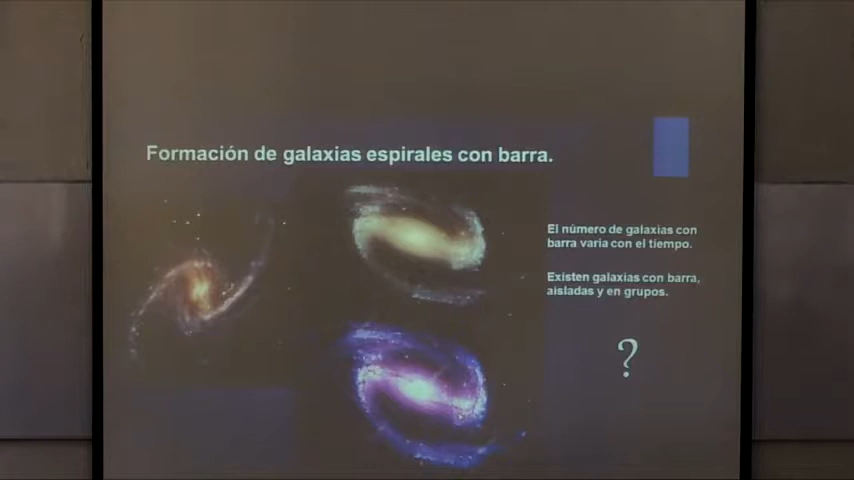 Formación de galaxias espirales con barra.
El número de galaxias con
barra varia con el tiempo.
Existen galaxias con barra,
aisladas y en grupos.
?